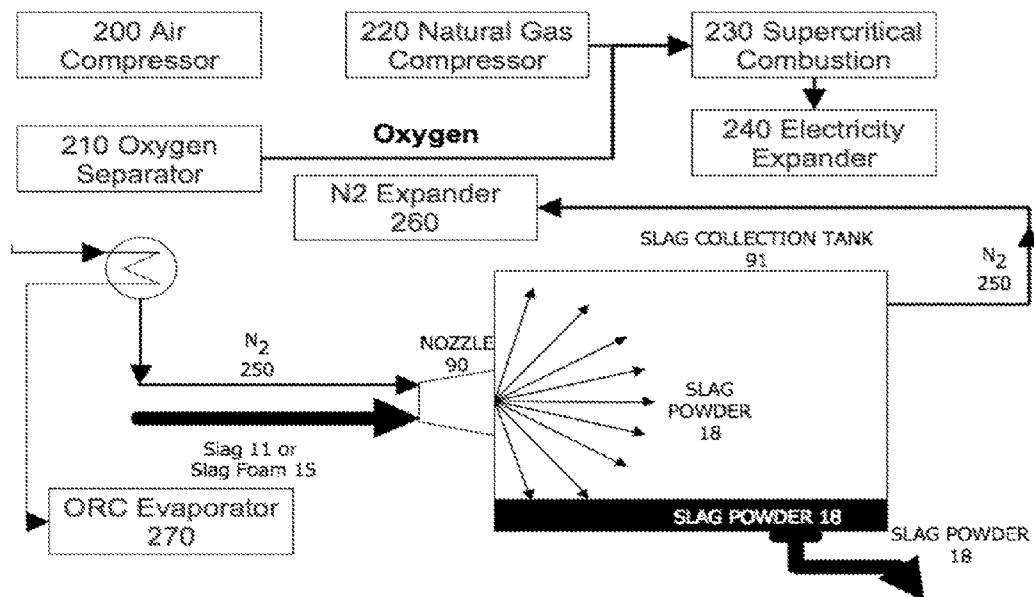 200 Air
Compressor
220 Natural Gas
Compressor
230 Supercritical
Combustion
210 Oxygen
Separator
Oxygen
240 Electricity
Expander
N2 Expander
260
SLAG COLLECTION TANK
91
N2
250
N2
250
NOZZLE
90
SLAG
POWDER
18
Slag 11 or
Slag Foam 15
ORC Evaporator
270
SLAG POWDER 18
SLAG POWDER
18